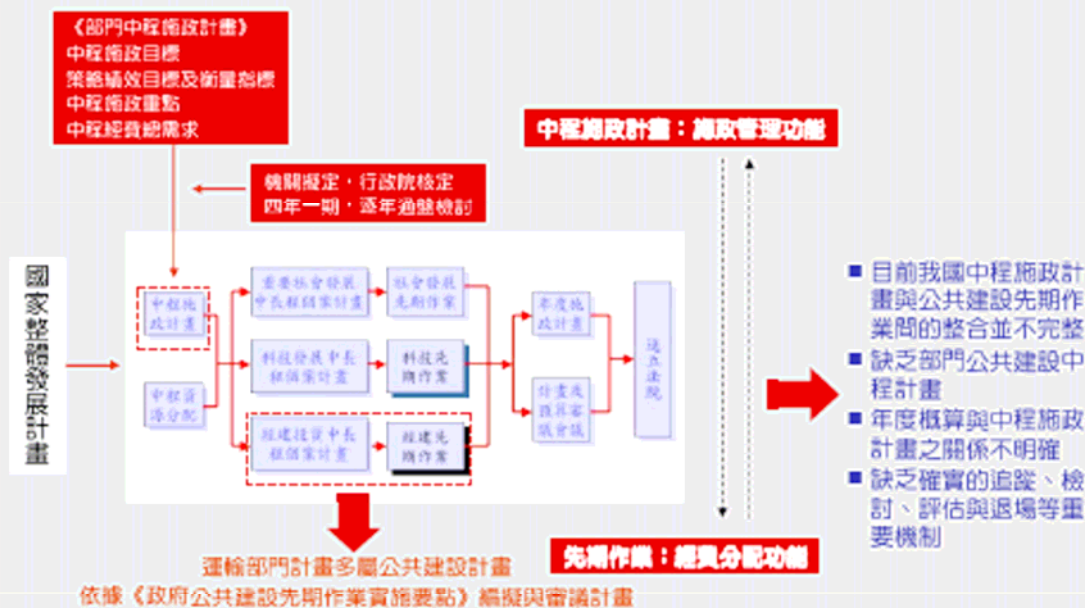 《部門中程施政計畫》
中程施政目標
策略績效目標及衡量指標
中程施政重點
中程經費總需求
機關擬定，行政院核定
四年一期，逐年通盤檢討
中程施政計畫：施政管理功能
國家整體發展計畫
中程施
政計畫
中程資
源分配
重要社會發展
中長程個案計畫
科技發展中長
程個案計畫
經建投資中長
程個案計畫
社會發展
先期作業
科技先
期作業
經建先
期作業
年度施
政計畫
計畫及
預算審
議會議
送立法院
先期作業：經費分配功能
運輸部門計畫多屬公共建設計畫
依據《政府公共建設先期作業實施要點》編擬與審議計畫
■ 目前我國中程施政計
畫與公共建設先期作
業間的整合並不完整
■ 缺乏部門公共建設中
程計畫
■ 年度概算與中程施政
計畫之關係不明確
■ 缺乏確實的追蹤、檢
討、評估與退場等重
要機制